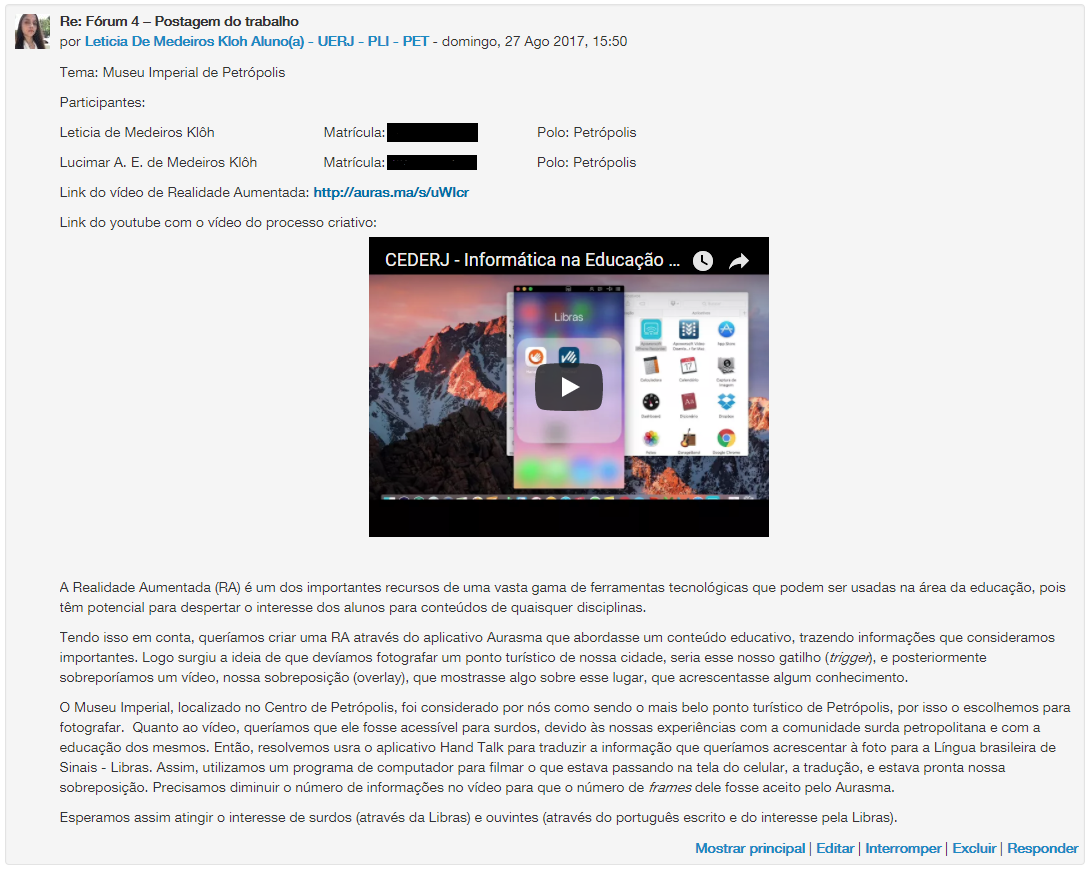 Re: Fórum 4 – Postagem do trabalho
por Leticia De Medeiros Kloh Aluno(a) - UERJ - PLI - PET - domingo, 27 Ago 2017, 15:50
Tema: Museu Imperial de Petrópolis
Participantes:
Leticia de Medeiros Klôh Matrícula: Polo: Petrópolis
Lucimar A. E. de Medeiros Klôh Matrícula: Polo: Petrópolis
Link do vídeo de Realidade Aumentada: http://auras.ma/s/uWlcr
Link do youtube com o vídeo do processo criativo:
CEDERJ - Informática na Educação ...
Libras
App Store
Calculadora Calendário Captura de Imagem
Dashboard Dicionário Dropbox
Fotos GarageBand Google Chrome
A Realidade Aumentada (RA) é um dos importantes recursos de uma vasta gama de ferramentas tecnológicas que podem ser usadas na área da educação, pois
têm potencial para despertar o interesse dos alunos para conteúdos de quaisquer disciplinas.
Tendo isso em conta, queríamos criar uma RA através do aplicativo Aurasma que abordasse um conteúdo educativo, trazendo informações que consideramos
importantes. Logo surgiu a ideia de que devíamos fotografar um ponto turístico de nossa cidade, seria esse nosso gatilho (trigger), e posteriormente
sobreporíamos um vídeo, nossa sobreposição (overlay), que mostrasse algo sobre esse lugar, que acrescentasse algum conhecimento.
O Museu Imperial, localizado no Centro de Petrópolis, foi considerado por nós como sendo o mais belo ponto turístico de Petrópolis, por isso o escolhemos para
fotografar.  Quanto ao vídeo, queríamos que ele fosse acessível para surdos, devido às nossas experiências com a comunidade surda petropolitana e com a
educação dos mesmos. Então, resolvemos usra o aplicativo Hand Talk para traduzir a informação que queríamos acrescentar à foto para a Língua brasileira de
Sinais - Libras. Assim, utilizamos um programa de computador para filmar o que estava passando na tela do celular, a tradução, e estava pronta nossa
sobreposição. Precisamos diminuir o número de informações no vídeo para que o número de frames dele fosse aceito pelo Aurasma.
Esperamos assim atingir o interesse de surdos (através da Libras) e ouvintes (através do português escrito e do interesse pela Libras).
Mostrar principal | Editar | Interromper | Excluir | Responder